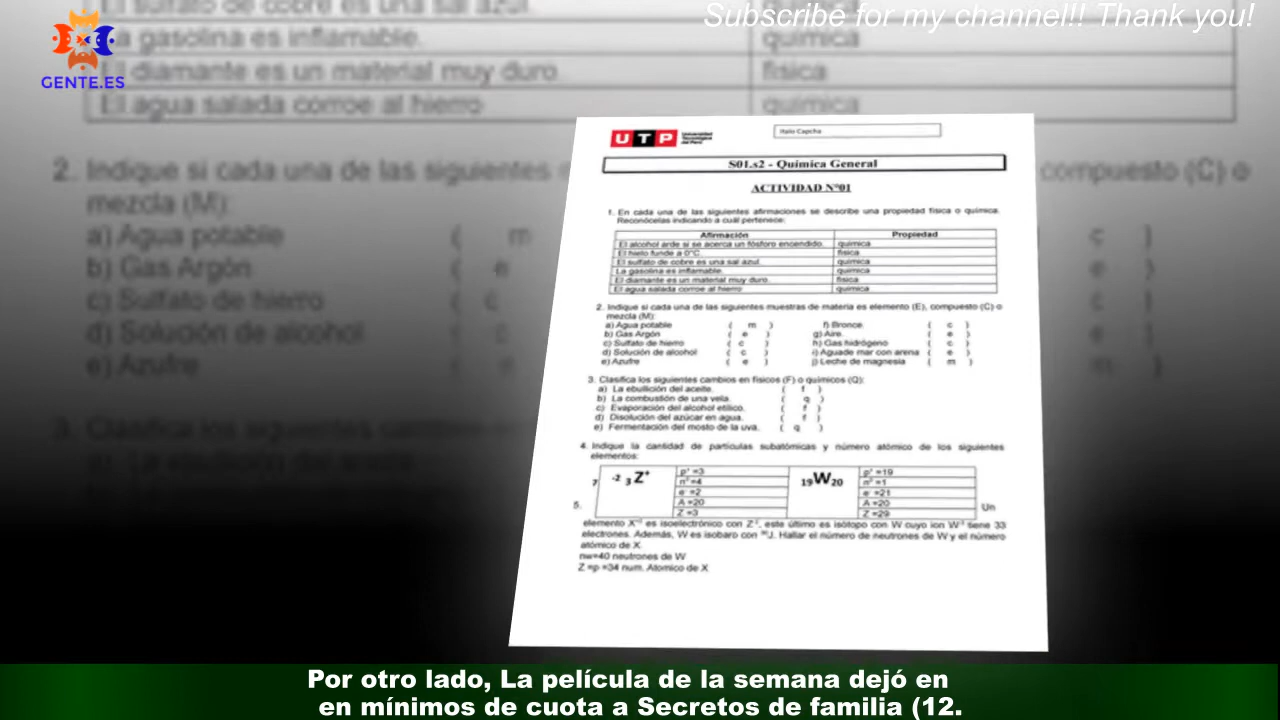 Subscribe for my channel!! Thank you!
GENTE.ES
El sulfato de cobre es una sal azul.
La gasolina es inflamable. química
El diamante es un material muy duro. física
El agua salada corroe al hierro química
2. Indique si cada una de las siguientes compuesto (C) o
mezcla (M):
a) Agua potable ( m c )
b) Gas Argón ( e e )
c) Sulfato de hierro ( c c )
d) Solución de alcohol ( c e )
e) Azufre ( e m )
UTP Universidad Tecnológica del Perú
Italo Capcha
S01.s2 - Química General
ACTIVIDAD N°01
1. En cada una de las siguientes afirmaciones se describe una propiedad física o química.
Reconócelas indicando a cuál pertenece:
Afirmación Propiedad
El alcohol arde si se acerca un fósforo encendido. química
El hielo funde a 0°C. física
El sulfato de cobre es una sal azul. química
La gasolina es inflamable. química
El diamante es un material muy duro. física
El agua salada corroe al hierro química
2. Indique si cada una de las siguientes muestras de materia es elemento (E), compuesto (C) o
mezcla (M):
a) Agua potable ( m ) f) Bronce ( c )
b) Gas Argón ( e ) g) Aire ( e )
c) Sulfato de hierro ( c ) h) Gas hidrógeno ( c )
d) Solución de alcohol ( c ) i) Aguade mar con arena ( e )
e) Azufre ( e ) j) Leche de magnesia ( m )
3. Clasifica los siguientes cambios en físicos (F) o químicos (Q):
a) La ebullición del aceite. ( f )
b) La combustión de una vela. ( q )
c) Evaporación del alcohol etílico. ( f )
d) Disolución del azúcar en agua. ( f )
e) Fermentación del mosto de la uva. ( q )
4. Indique la cantidad de partículas subatómicas y número atómico de los siguientes
elementos:
7 -2 3 Z+ p+ =3 19W20 p+ =19
n° =4 n° =1
e- =2 e- =21
A =20 A =20
Z =3 Z =29
5. Un
elemento es isoelectrónico con este último es isótopo con W cuyo ion tiene 33
electrones. Además, W es isobaro con Hallar el número de neutrones de W y el número
atómico de X
nw=40 neutrones de W
Z =p =34 num. Atomico de X
Por otro lado, La película de la semana dejó en
en mínimos de cuota a Secretos de familia (12.